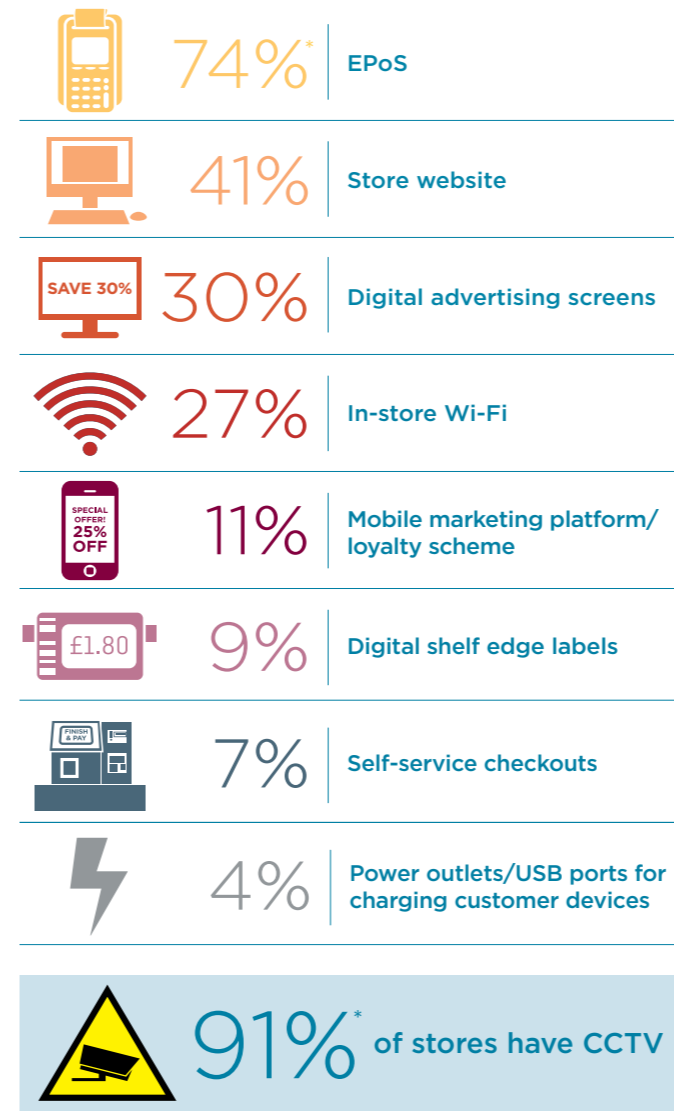 74%*
EPoS
41%
Store website
SAVE 30%
30%
Digital advertising screens
27%
In-store Wi-Fi
SPECIAL
OFFER!
25%
OFF
11%
Mobile marketing platform/
loyalty scheme
£1.80
9%
Digital shelf edge labels
FINISH
& PAY
7%
Self-service checkouts
4%
Power outlets/USB ports for
charging customer devices
91%* of stores have CCTV